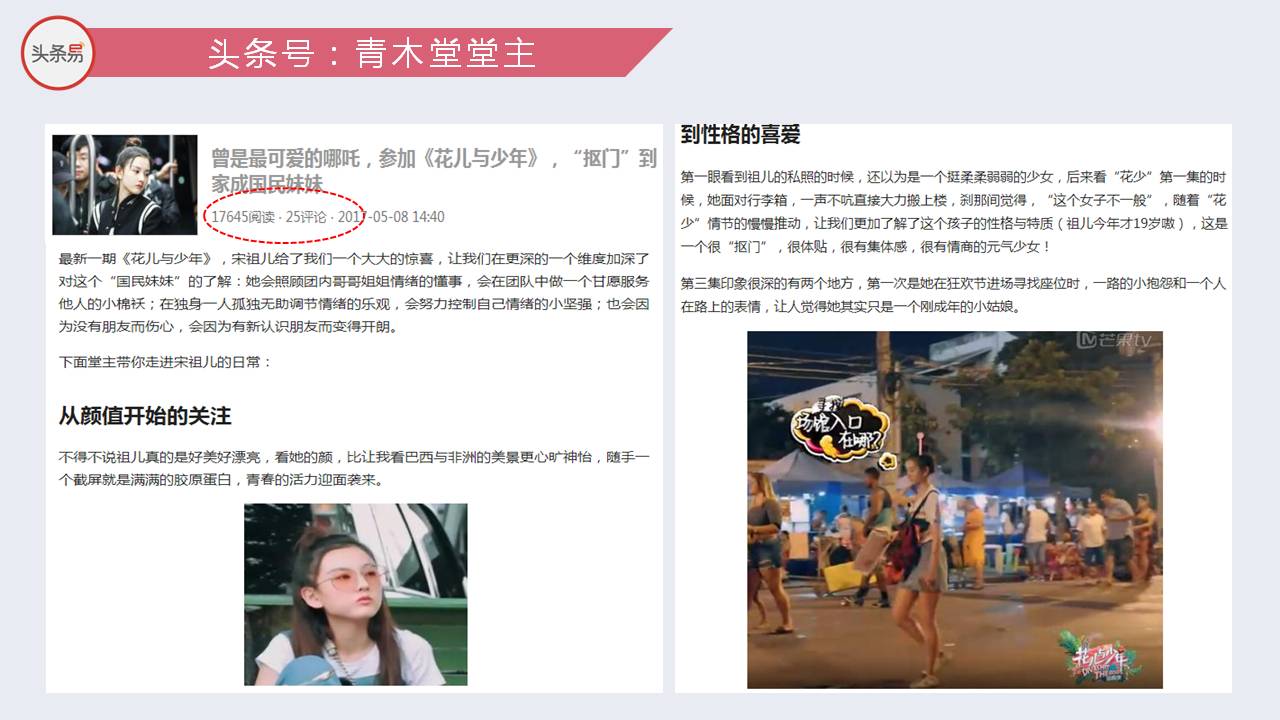 头条易
头条号：青木堂堂主
曾是最可爱的哪吒，参加《花儿与少年》，“抠门”到
家成国民妹妹
17645阅读 · 25评论 · 2017-05-08 14:40
最新一期《花儿与少年》，宋祖儿给了我们一个大大的惊喜，让我们在更深的一个维度加深了
对这个“国民妹妹”的了解：她会照顾团内哥哥姐姐情绪的懂事，会在团队中做一个甘愿服务
他人的小棉袄；在独身一人孤独无助调节情绪的乐观，会努力控制自己情绪的小坚强；也会因
为没有朋友而伤心，会因为有新认识朋友而变得开朗。
下面堂主带你走进宋祖儿的日常：
从颜值开始的关注
不得不说祖儿真的是好美好漂亮，看她的颜，比让我看巴西与非洲的美景更心旷神怡，随手一
个截屏就是满满的胶原蛋白，青春的活力迎面袭来。
到性格的喜爱
第一眼看到祖儿的私照的时候，还以为是一个挺柔柔弱弱的少女，后来看“花少”第一集的时
候，她面对行李箱，一声不吭直接大力搬上楼，刹那间觉得，“这个女子不一般”，随着“花
少”情节的慢慢推动，让我们更加了解了这个孩子的性格与特质（祖儿今年才19岁嗷），这是
一个很“抠门”，很体贴，很有集体感，很有情商的元气少女！
第三集印象很深的有两个地方，第一次是她在狂欢节进场寻找座位时，一路的小抱怨和一个人
在路上的表情，让人觉得她其实只是一个刚成年的小姑娘。
芒果tv
寻找
场馆入口
在哪?
花儿与少年